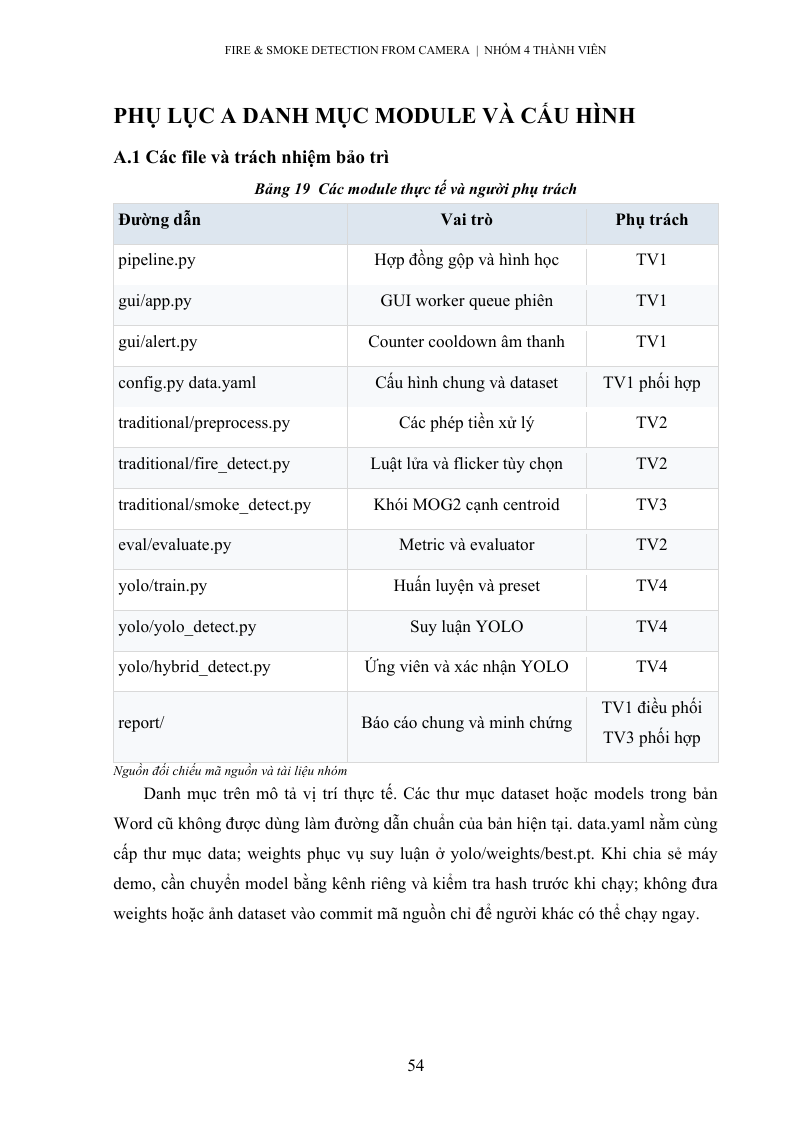 FIRE & SMOKE DETECTION FROM CAMERA | NHÓM 4 THÀNH VIÊN
PHỤ LỤC A DANH MỤC MODULE VÀ CẤU HÌNH
A.1 Các file và trách nhiệm bảo trì
Bảng 19 Các module thực tế và người phụ trách
Đường dẫn Vai trò Phụ trách
pipeline.py Hợp đồng gộp và hình học TV1
gui/app.py GUI worker queue phiên TV1
gui/alert.py Counter cooldown âm thanh TV1
config.py data.yaml Cấu hình chung và dataset TV1 phối hợp
traditional/preprocess.py Các phép tiền xử lý TV2
traditional/fire_detect.py Luật lửa và flicker tùy chọn TV2
traditional/smoke_detect.py Khói MOG2 cạnh centroid TV3
eval/evaluate.py Metric và evaluator TV2
yolo/train.py Huấn luyện và preset TV4
yolo/yolo_detect.py Suy luận YOLO TV4
yolo/hybrid_detect.py Ứng viên và xác nhận YOLO TV4
report/ Báo cáo chung và minh chứng TV1 điều phối
TV3 phối hợp
Nguồn đối chiếu mã nguồn và tài liệu nhóm
Danh mục trên mô tả vị trí thực tế. Các thư mục dataset hoặc models trong bản
Word cũ không được dùng làm đường dẫn chuẩn của bản hiện tại. data.yaml nằm cùng
cấp thư mục data; weights phục vụ suy luận ở yolo/weights/best.pt. Khi chia sẻ máy
demo, cần chuyển model bằng kênh riêng và kiểm tra hash trước khi chạy; không đưa
weights hoặc ảnh dataset vào commit mã nguồn chỉ để người khác có thể chạy ngay.
54